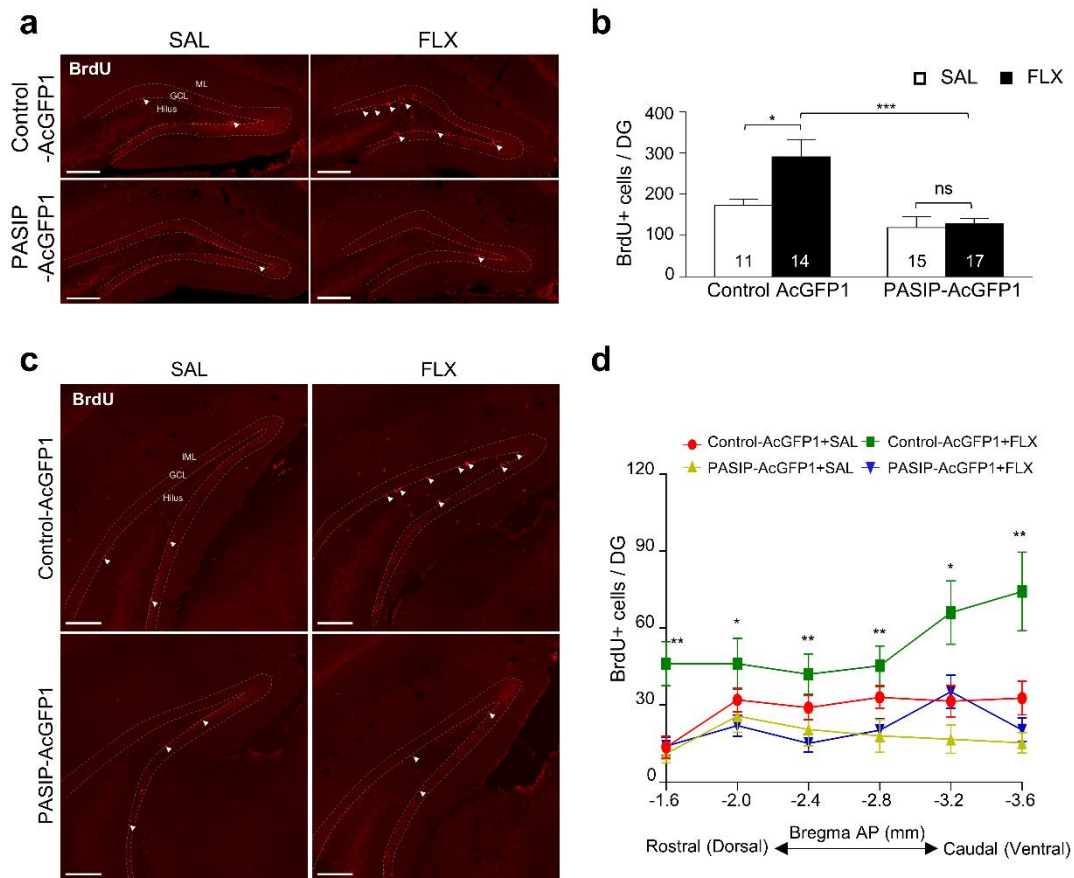 a
SAL
FLX
Control
-AcGFP1
BrdU
ML
GCL
Hilus
PASIP
-AcGFP1
b
SAL
FLX
BrdU+ cells / DG
400
300
200
100
0
*
***
ns
11
14
15
17
Control AcGFP1
PASIP-AcGFP1
c
SAL
FLX
Control-AcGFP1
BrdU
IML
GCL
Hilus
PASIP-AcGFP1
d
Control-AcGFP1+SAL
Control-AcGFP1+FLX
PASIP-AcGFP1+SAL
PASIP-AcGFP1+FLX
BrdU+ cells / DG
120
90
60
30
0
**
*
**
**
*
**
-1.6
-2.0
-2.4
-2.8
-3.2
-3.6
Bregma AP (mm)
Rostral (Dorsal)
Caudal (Ventral)